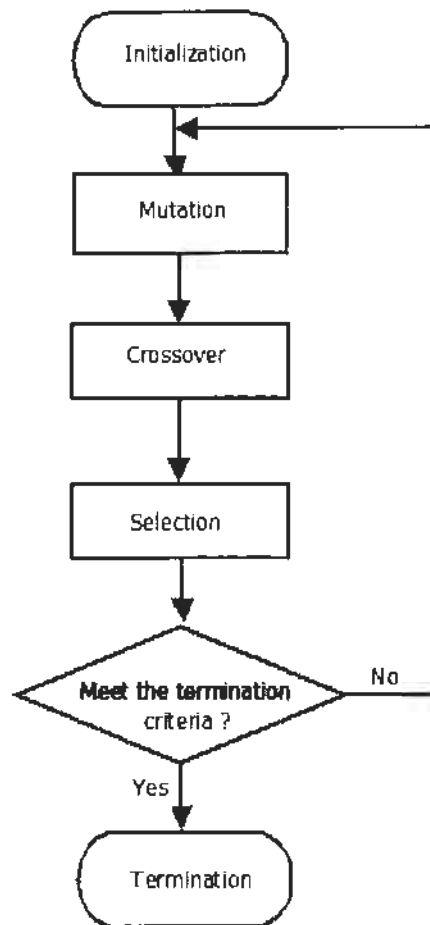 Initialization
Mutation
Crossover
Selection
Meet the termination
criteria ?
No
Yes
Termination